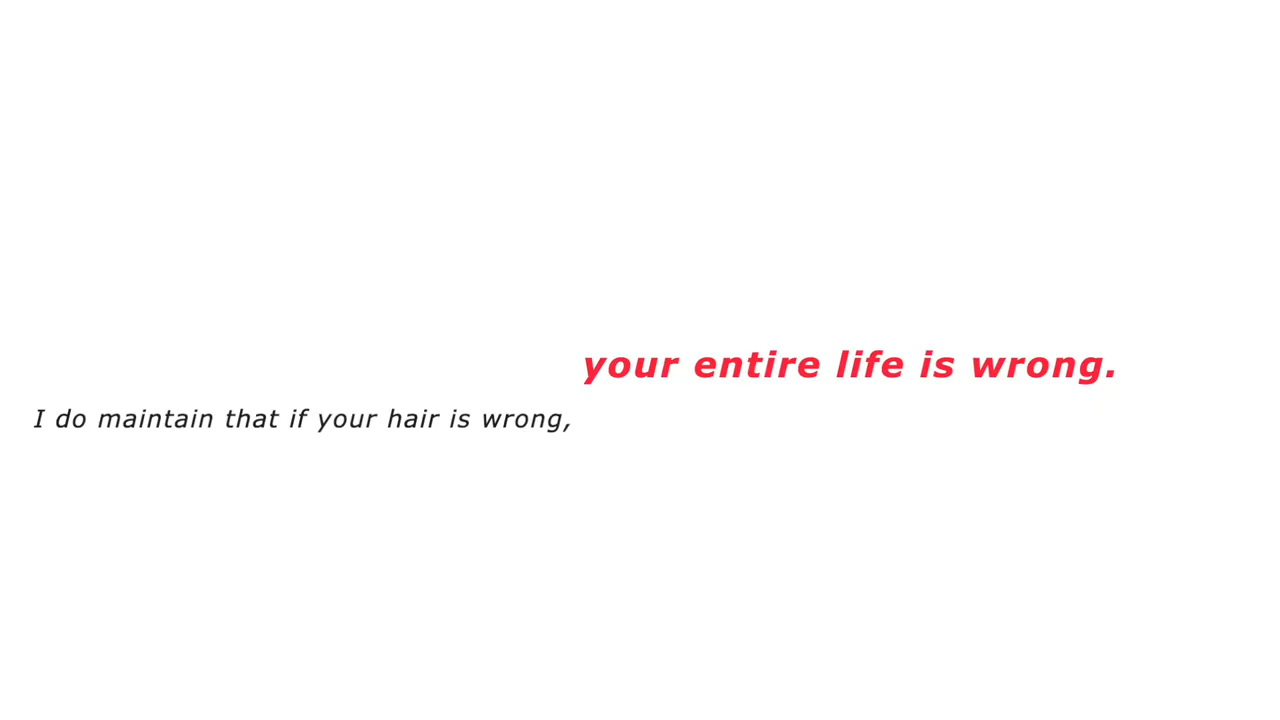 I do maintain that if your hair is wrong,
your entire life is wrong.